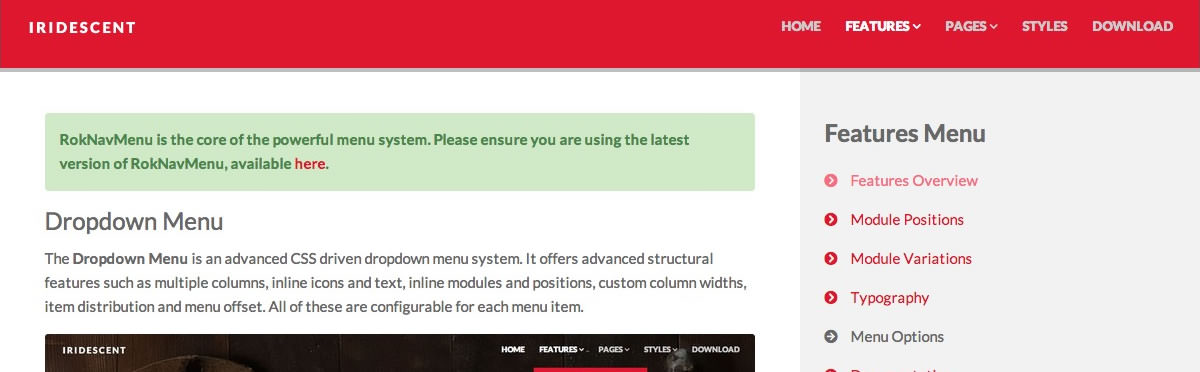 IRIDESCENT
HOME FEATURES PAGES STYLES DOWNLOAD
RokNavMenu is the core of the powerful menu system. Please ensure you are using the latest
version of RokNavMenu, available here.
Dropdown Menu
The Dropdown Menu is an advanced CSS driven dropdown menu system. It offers advanced structural
features such as multiple columns, inline icons and text, inline modules and positions, custom column widths,
item distribution and menu offset. All of these are configurable for each menu item.
IRIDESCENT
HOME FEATURES PAGES STYLES DOWNLOAD
Features Menu
Features Overview
Module Positions
Module Variations
Typography
Menu Options